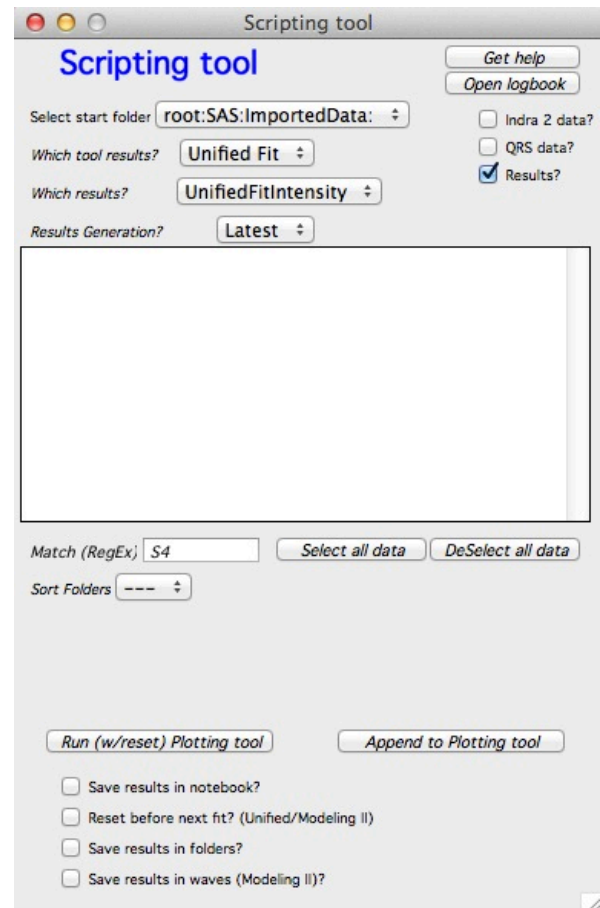 Scripting tool
Scripting tool
Get help
Open logbook
Select start folder root:SAS:ImportedData:
Indra 2 data?
Which tool results? Unified Fit
QRS data?
Which results? UnifiedFitIntensity
Results?
Results Generation? Latest
Match (RegEx) S4 Select all data DeSelect all data
Sort Folders ---
Run (w/reset) Plotting tool Append to Plotting tool
Save results in notebook?
Reset before next fit? (Unified/Modeling II)
Save results in folders?
Save results in waves (Modeling II)?